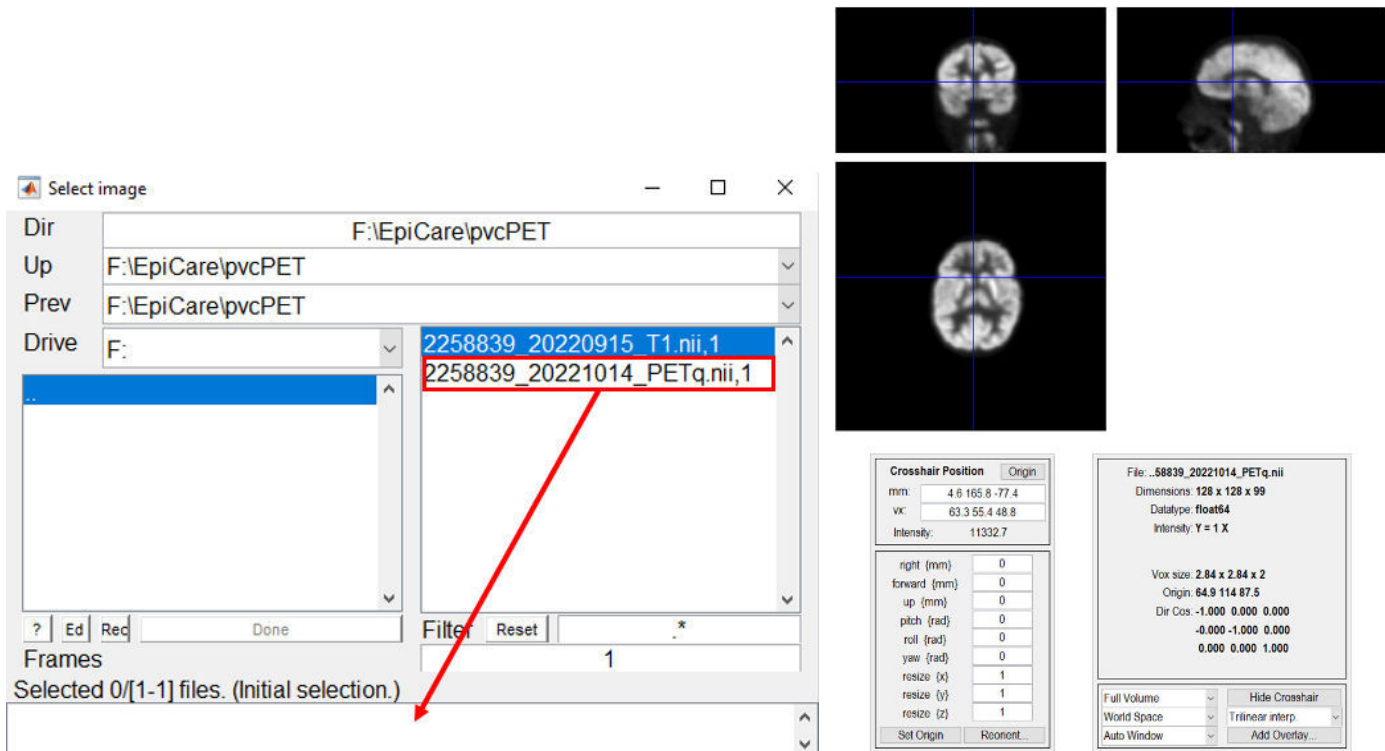 Select image
Dir F:\EpiCare\pvcPET
Up F:\EpiCare\pvcPET
Prev F:\EpiCare\pvcPET
Drive F:
..
2258839_20220915_T1.nii,1
2258839_20221014_PETq.nii,1
? Ed Rec Done
Filter Reset .*
Frames 1
Selected 0/[1-1] files. (Initial selection.)
Crosshair Position Origin
mm: 4.6 165.8 -77.4
vx: 63.3 55.4 48.8
Intensity: 11332.7
right {mm} 0
forward {mm} 0
up {mm} 0
pitch {rad} 0
roll {rad} 0
yaw {rad} 0
resize {x} 1
resize {y} 1
resize {z} 1
Set Origin Reorient...
File: ..58839_20221014_PETq.nii
Dimensions: 128 x 128 x 99
Datatype: float64
Intensity: Y = 1 X
Vox size: 2.84 x 2.84 x 2
Origin: 64.9 114 87.5
Dir Cos: -1.000 0.000 0.000
-0.000 -1.000 0.000
0.000 0.000 1.000
Full Volume Hide Crosshair
World Space Trilinear interp.
Auto Window Add Overlay...